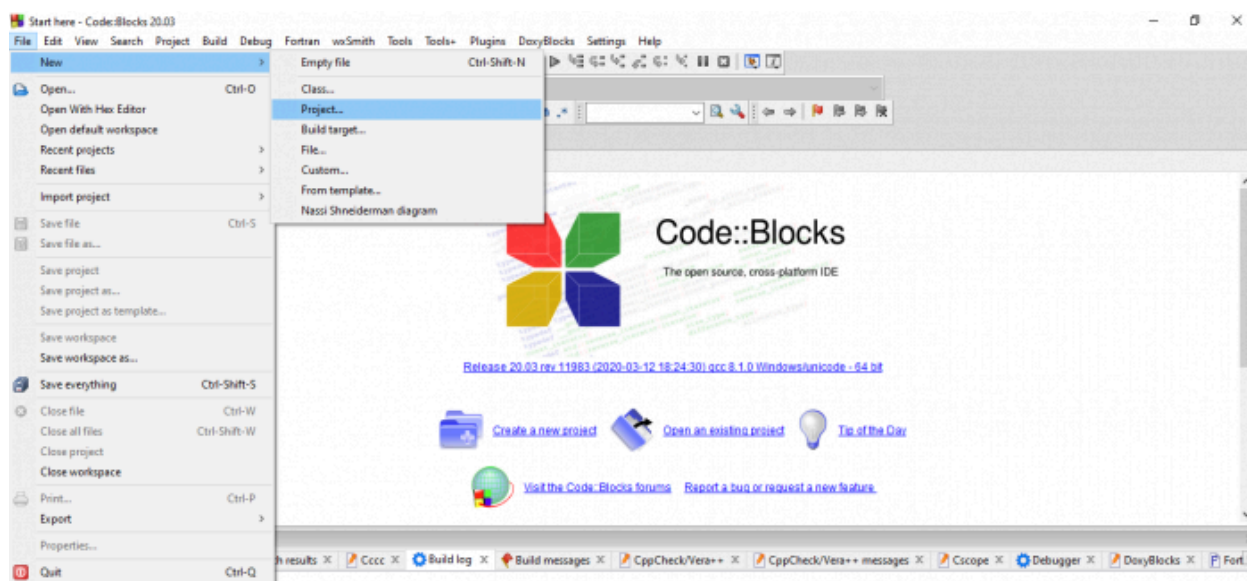 Start here - Code::Blocks 20.03
File Edit View Search Project Build Debug Fortran wxSmith Tools Tools+ Plugins DoxyBlocks Settings Help
New
Open... Ctrl-O
Open With Hex Editor
Open default workspace
Recent projects
Recent files
Import project
Save file Ctrl-S
Save file as...
Save project
Save project as...
Save project as template...
Save workspace
Save workspace as...
Save everything Ctrl-Shift-S
Close file Ctrl-W
Close all files Ctrl-Shift-W
Close project
Close workspace
Print... Ctrl-P
Export
Properties...
Quit Ctrl-Q
Empty file Ctrl-Shift-N
Class...
Project...
Build target...
File...
Custom...
From template...
Nassi Shneiderman diagram
Code::Blocks
The open source, cross-platform IDE
Release 20.03 rev 11983 (2020-03-12 18:24:30) gcc 8.1.0 Windows/unicode - 64 bit
Create a new project Open an existing project Tip of the Day
Visit the Code::Blocks forums Report a bug or request a new feature
h results Cccc Build log Build messages CppCheck/Vera++ CppCheck/Vera++ messages Cscope Debugger DoxyBlocks Fort